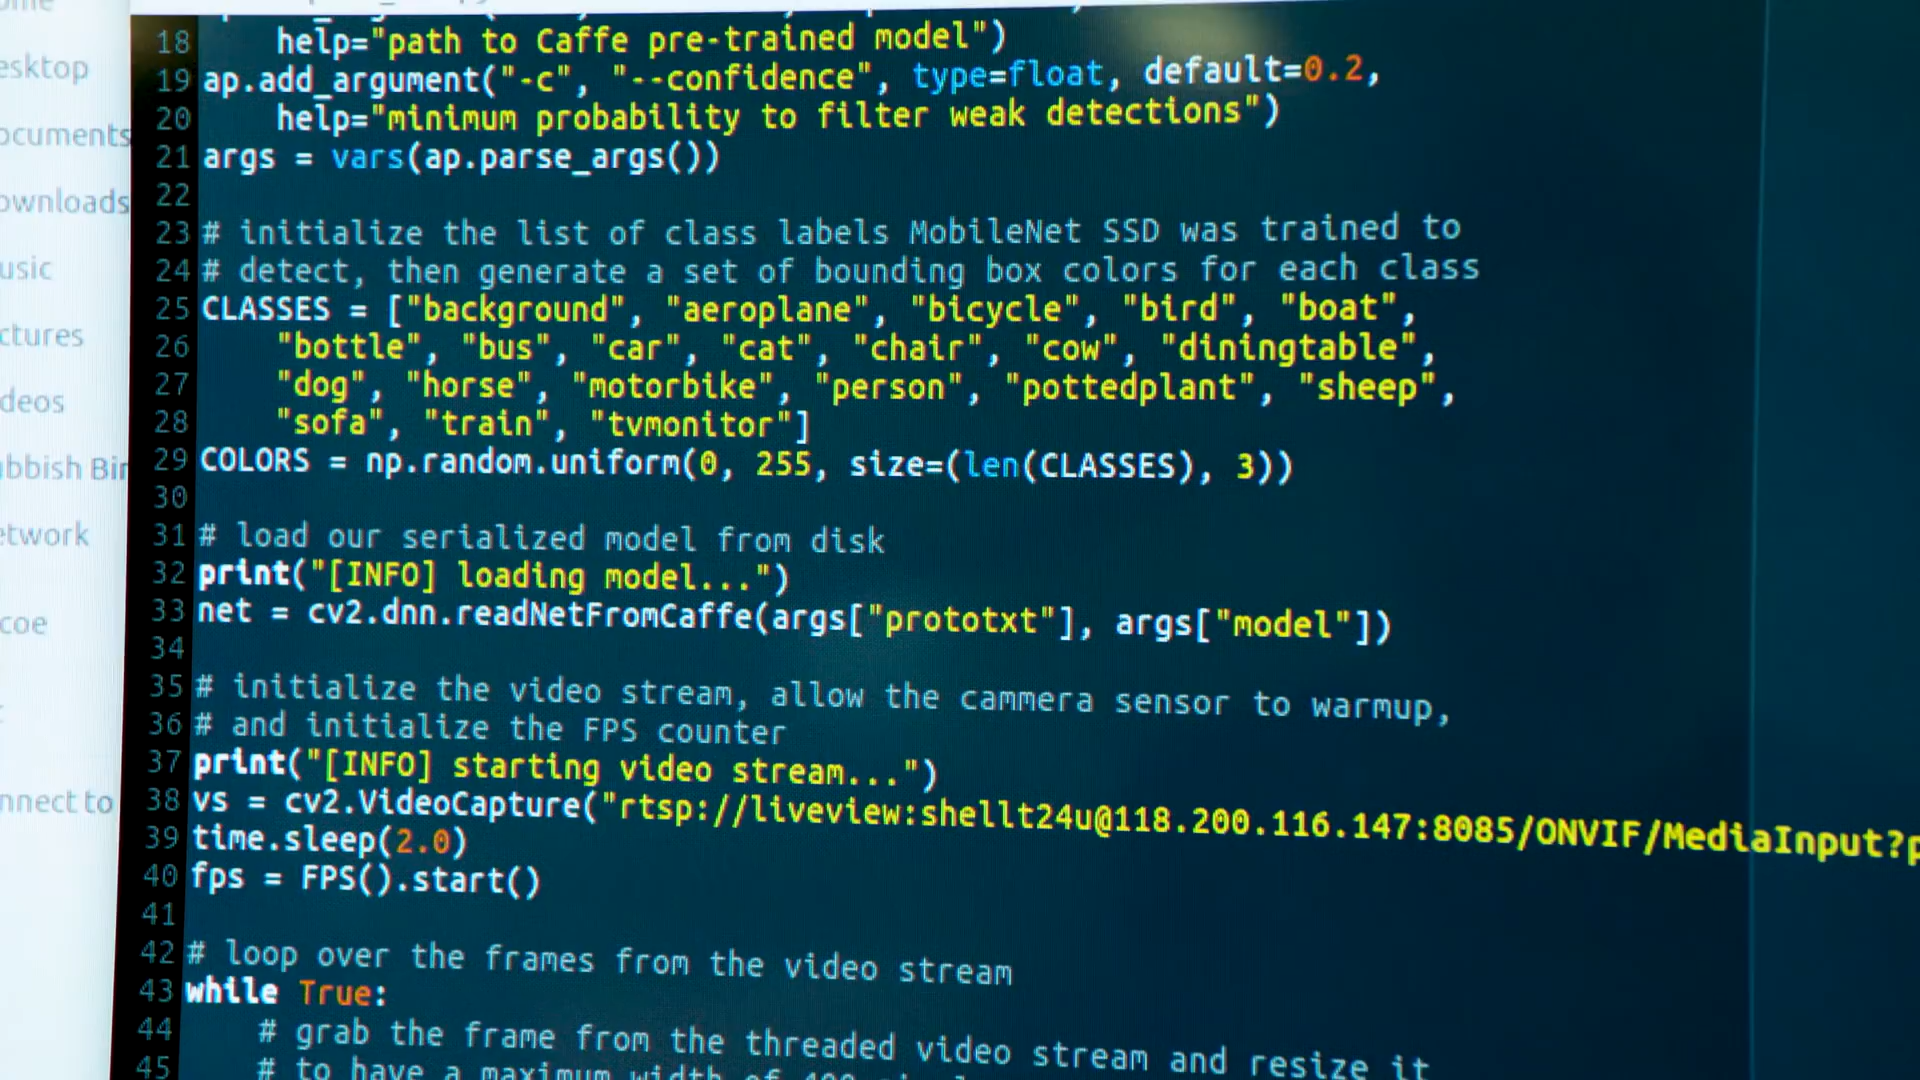 esktop
ocuments
ownloads
usic
ctures
deos
bbish Bin
etwork
coe
nnect to
18 help="path to Caffe pre-trained model")
19 ap.add_argument("-c", "--confidence", type=float, default=0.2,
20 help="minimum probability to filter weak detections")
21 args = vars(ap.parse_args())
22
23 # initialize the list of class labels MobileNet SSD was trained to
24 # detect, then generate a set of bounding box colors for each class
25 CLASSES = ["background", "aeroplane", "bicycle", "bird", "boat",
26 "bottle", "bus", "car", "cat", "chair", "cow", "diningtable",
27 "dog", "horse", "motorbike", "person", "pottedplant", "sheep",
28 "sofa", "train", "tvmonitor"]
29 COLORS = np.random.uniform(0, 255, size=(len(CLASSES), 3))
30
31 # load our serialized model from disk
32 print("[INFO] loading model...")
33 net = cv2.dnn.readNetFromCaffe(args["prototxt"], args["model"])
34
35 # initialize the video stream, allow the cammera sensor to warmup,
36 # and initialize the FPS counter
37 print("[INFO] starting video stream...")
38 vs = cv2.VideoCapture("rtsp://liveview:shellt24u@118.200.116.147:8085/ONVIF/MediaInput?p
39 time.sleep(2.0)
40 fps = FPS().start()
41
42 # loop over the frames from the video stream
43 while True:
44 # grab the frame from the threaded video stream and resize it
45 # to have a maximum width of 400